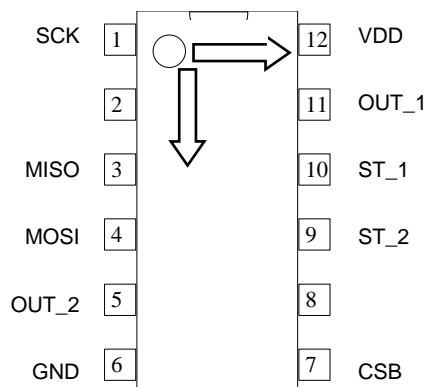 SCK 1 12 VDD
2 11 OUT_1
MISO 3 10 ST_1
MOSI 4 9 ST_2
OUT_2 5 8
GND 6 7 CSB